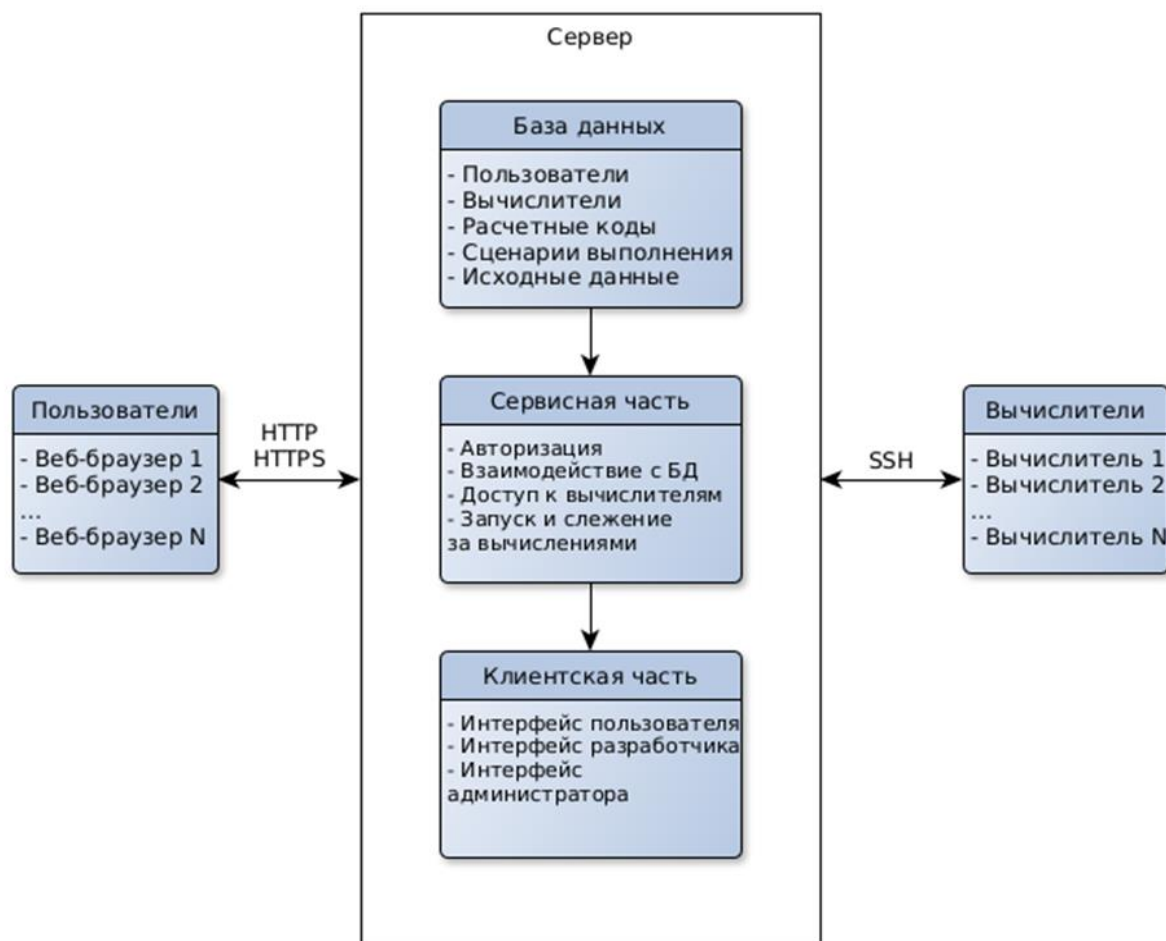 Сервер
База данных
- Пользователи
- Вычислители
- Расчетные коды
- Сценарии выполнения
- Исходные данные
Пользователи
- Веб-браузер 1
- Веб-браузер 2
...
- Веб-браузер N
HTTP
HTTPS
Сервисная часть
- Авторизация
- Взаимодействие с БД
- Доступ к вычислителям
- Запуск и слежение
за вычислениями
SSH
Вычислители
- Вычислитель 1
- Вычислитель 2
...
- Вычислитель N
Клиентская часть
- Интерфейс пользователя
- Интерфейс разработчика
- Интерфейс
администратора